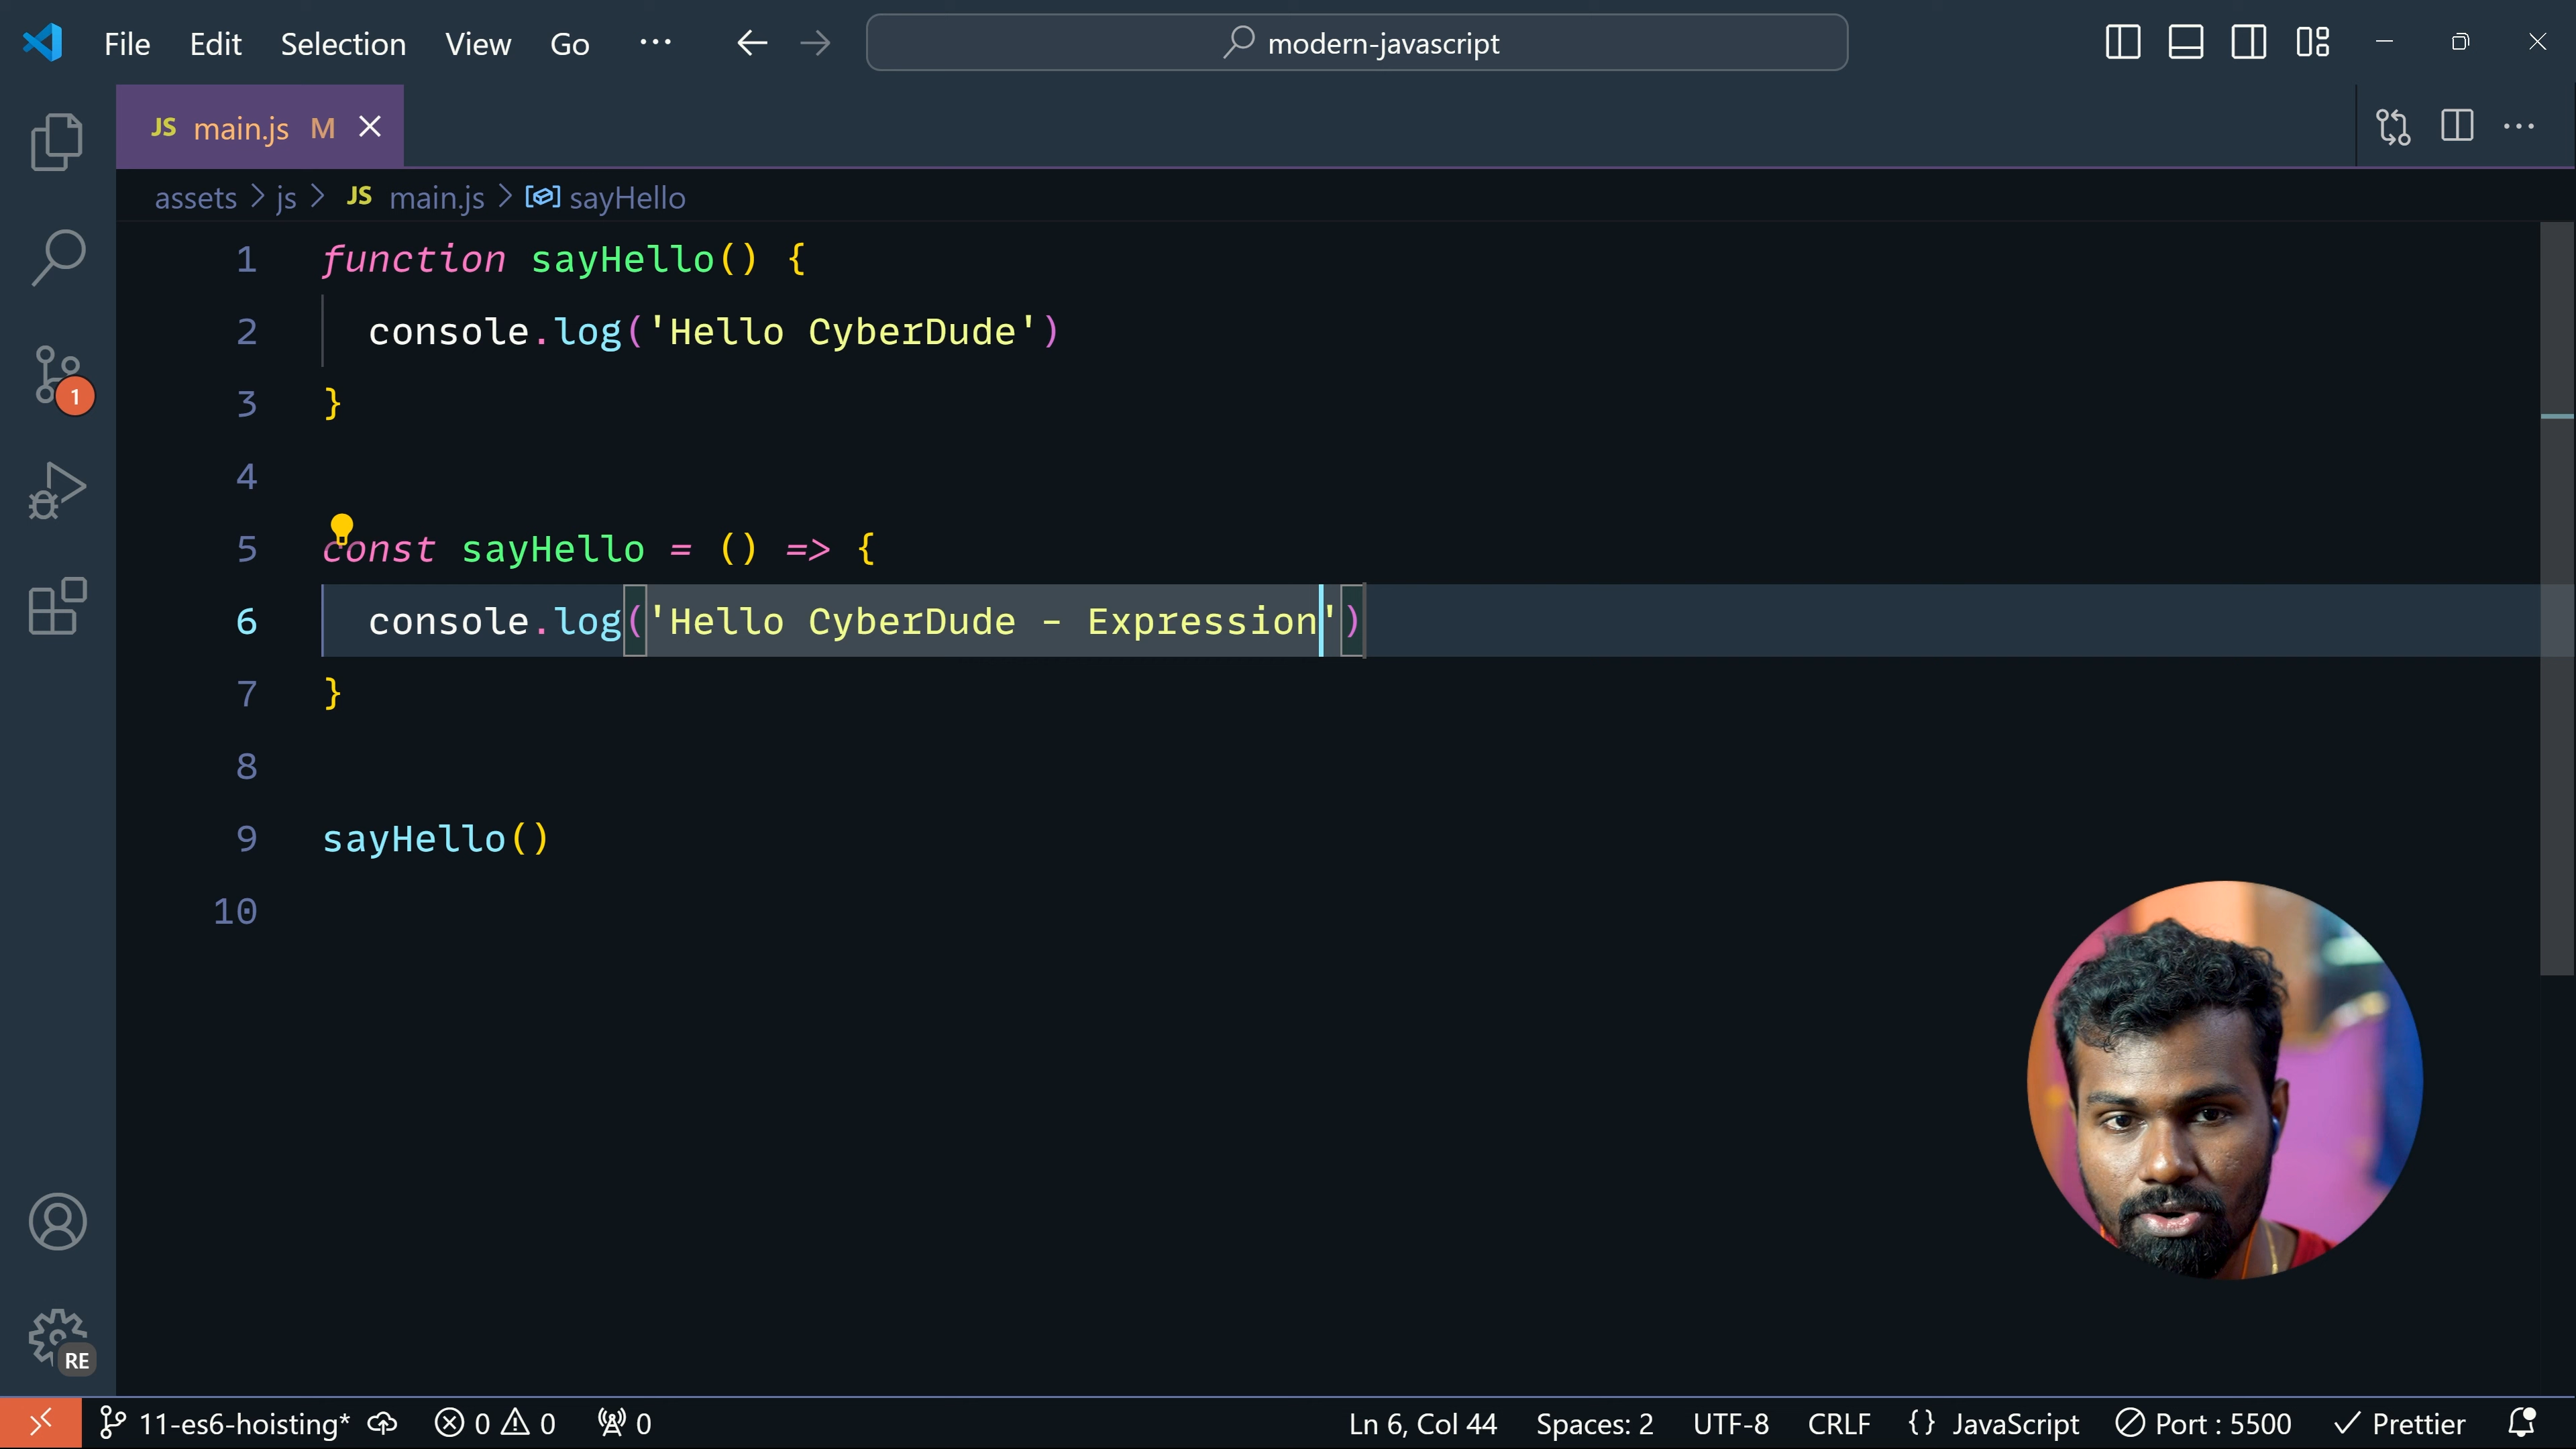 File Edit Selection View Go ··· modern-javascript
JS main.js M
assets > js > JS main.js > sayHello
1 function sayHello() {
2 console.log('Hello CyberDude')
3 }
4
5 const sayHello = () => {
6 console.log('Hello CyberDude - Expression')
7 }
8
9 sayHello()
10
1
RE
11-es6-hoisting* 0 0 0 Ln 6, Col 44 Spaces: 2 UTF-8 CRLF {} JavaScript Port : 5500 Prettier